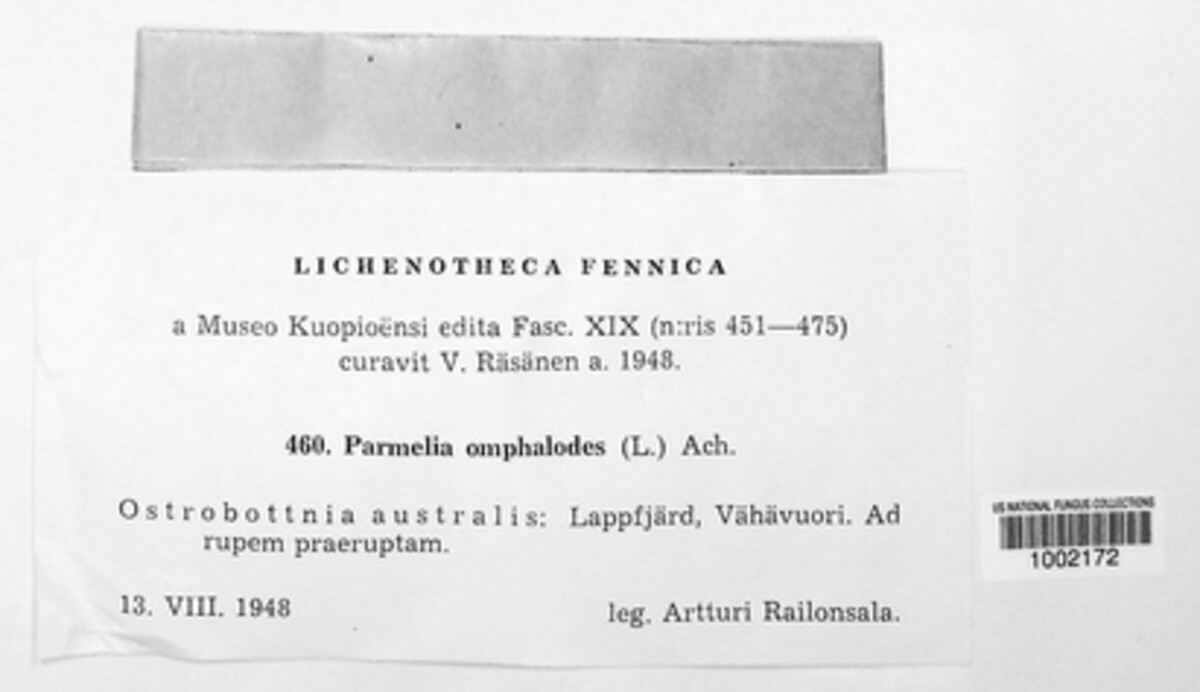 LICHENOTHECA FENNICA
a Museo Kuopioënsi edita Fasc. XIX (n:ris 451—475)
curavit V. Räsänen a. 1948.
460. Parmelia omphalodes (L.) Ach.
Ostrobottnia australis: Lappfjärd, Vähävuori. Ad
rupem praeruptam.
13. VIII. 1948 leg. Artturi Railonsala.
US NATIONAL FUNGUS COLLECTIONS
1002172